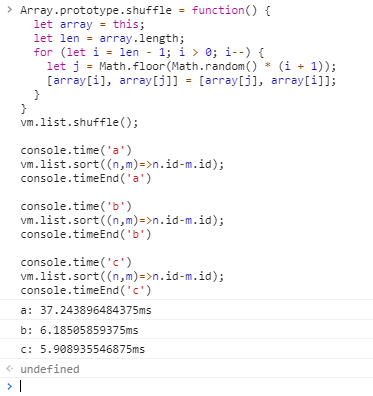 Array.prototype.shuffle = function() {
let array = this;
let len = array.length;
for (let i = len - 1; i > 0; i--) {
let j = Math.floor(Math.random() * (i + 1));
[array[i], array[j]] = [array[j], array[i]];
}
}
vm.list.shuffle();
console.time('a')
vm.list.sort((n,m)=>n.id-m.id);
console.timeEnd('a')
console.time('b')
vm.list.sort((n,m)=>n.id-m.id);
console.timeEnd('b')
console.time('c')
vm.list.sort((n,m)=>n.id-m.id);
console.timeEnd('c')
a: 37.243896484375ms
b: 6.18505859375ms
c: 5.908935546875ms
undefined